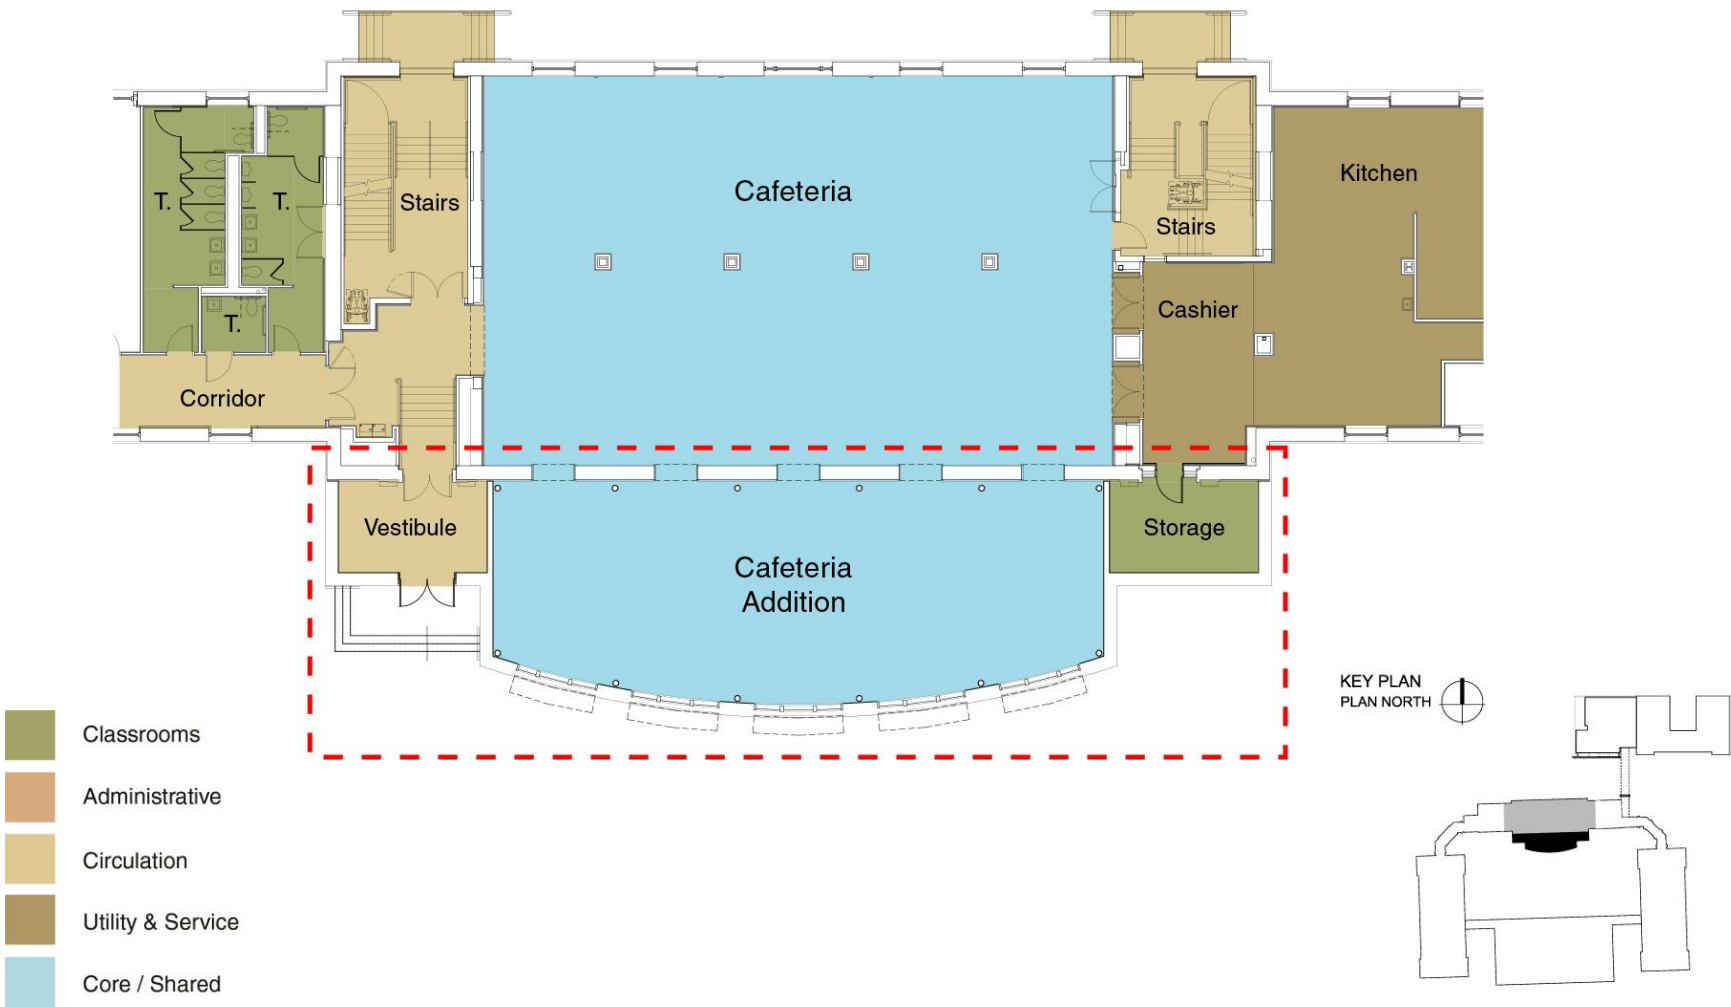 Cafeteria
Kitchen
T.
T.
Stairs
Stairs
Cashier
T.
Corridor
Vestibule
Storage
Cafeteria
Addition
KEY PLAN
PLAN NORTH
Classrooms
Administrative
Circulation
Utility & Service
Core / Shared